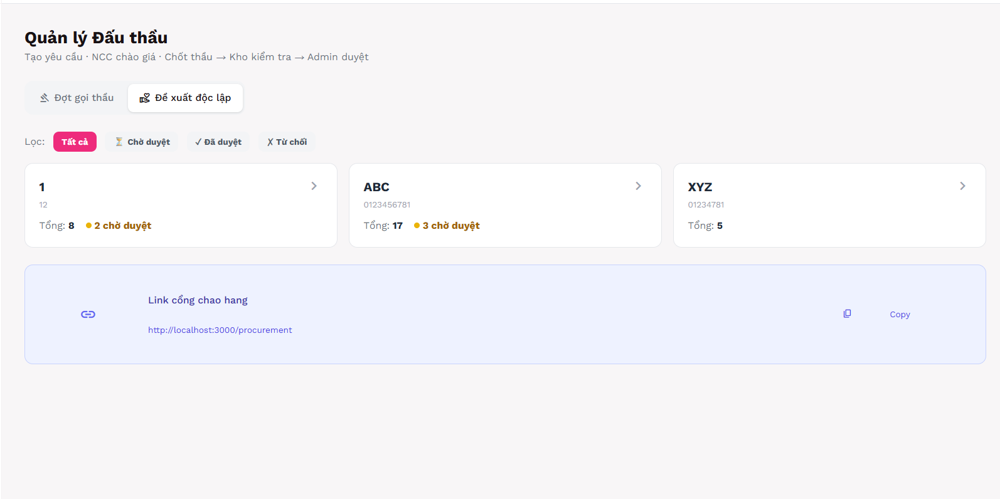 Quản lý Đấu thầu
Tạo yêu cầu · NCC chào giá · Chốt thầu → Kho kiểm tra → Admin duyệt
Đợt gọi thầu
Đề xuất độc lập
Lọc: Tất cả ⏳ Chờ duyệt ✓ Đã duyệt ✗ Từ chối
1
12
Tổng: 8 2 chờ duyệt
ABC
0123456781
Tổng: 17 3 chờ duyệt
XYZ
01234781
Tổng: 5
Link cổng chao hang
http://localhost:3000/procurement
Copy